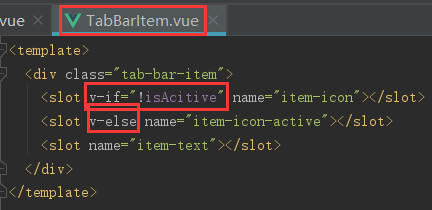 vue × TabBarItem.vue ×
<template>
<div class="tab-bar-item">
<slot v-if="!isAcitive" name="item-icon"></slot>
<slot v-else name="item-icon-active"></slot>
<slot name="item-text"></slot>
</div>
</template>